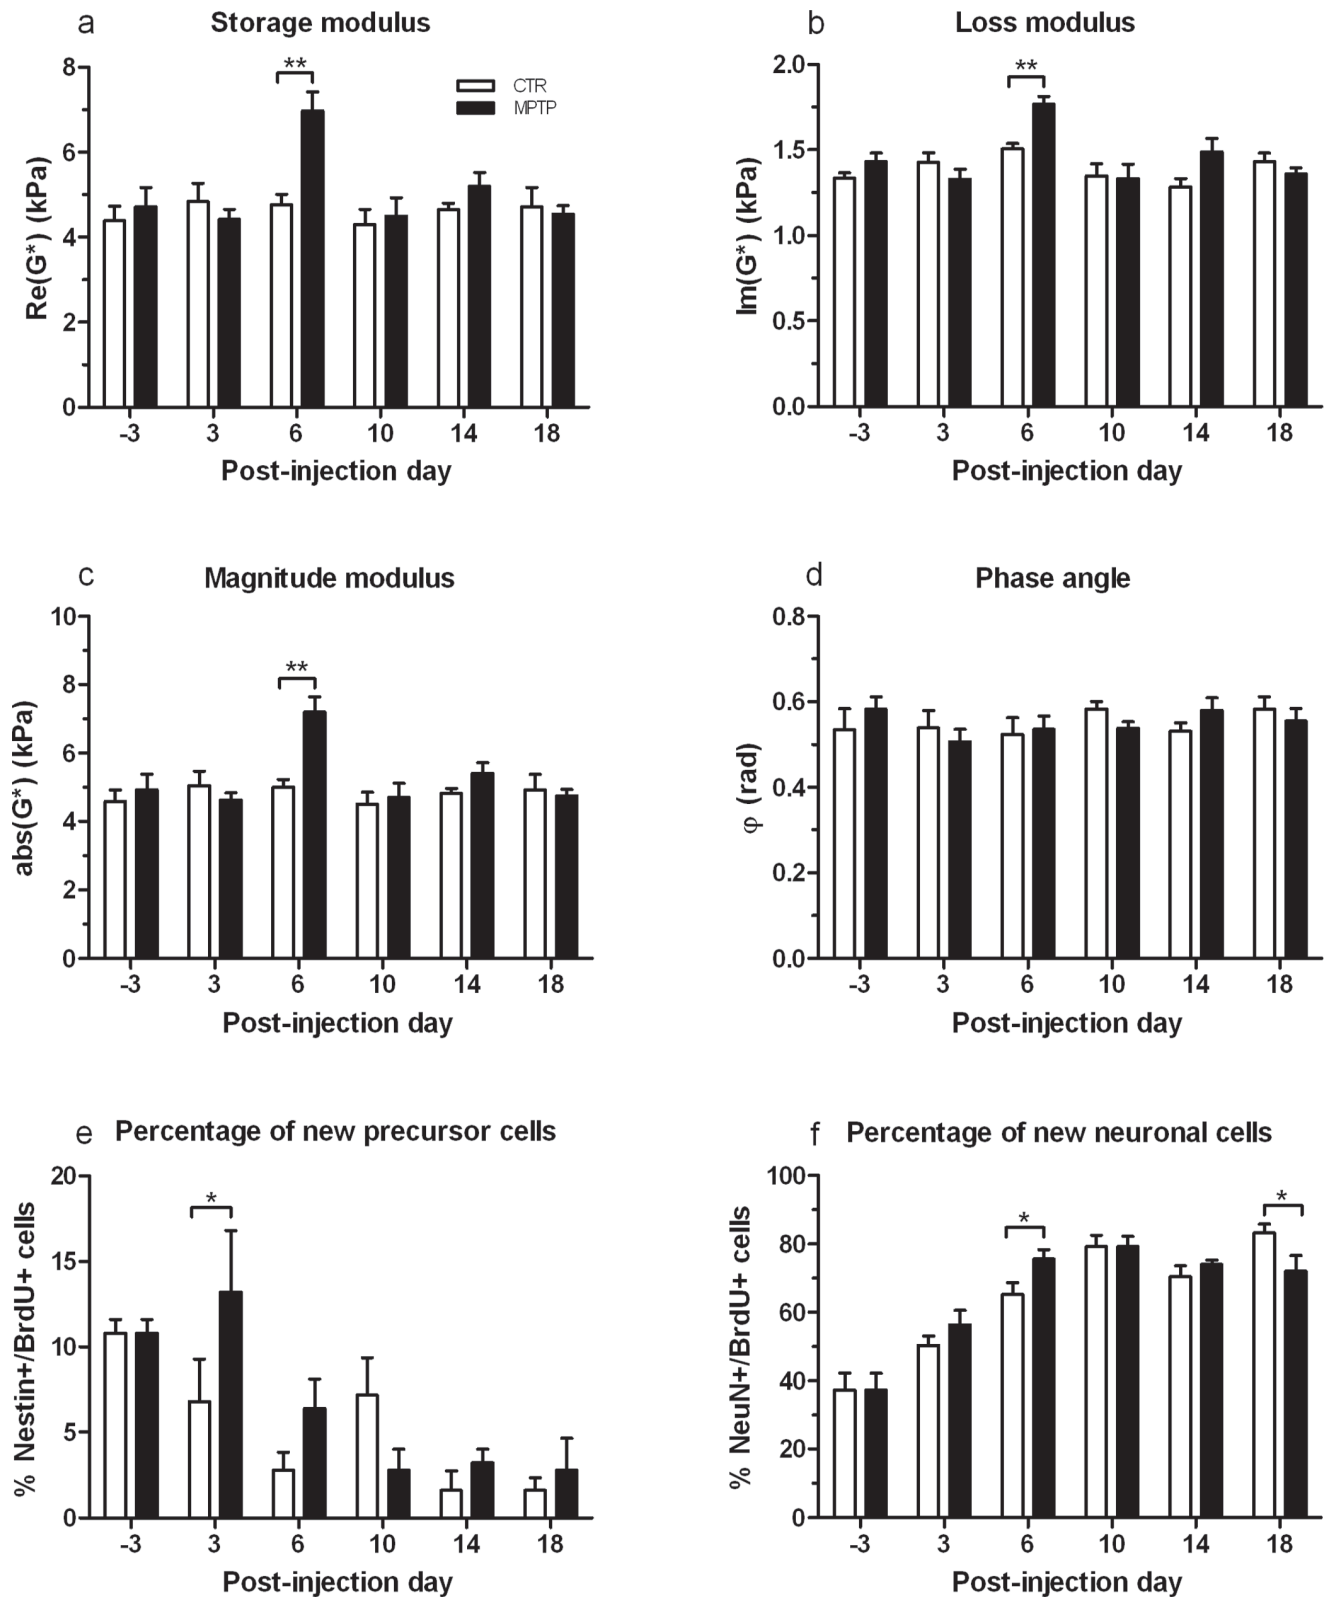 a Storage modulus
**
CTR
MPTP
8
6
4
2
0
Re(G*) (kPa)
-3 3 6 10 14 18
Post-injection day
b Loss modulus
**
2.0
1.5
1.0
0.5
0.0
Im(G*) (kPa)
-3 3 6 10 14 18
Post-injection day
c Magnitude modulus
**
10
8
6
4
2
0
abs(G*) (kPa)
-3 3 6 10 14 18
Post-injection day
d Phase angle
0.8
0.6
0.4
0.2
0.0
φ (rad)
-3 3 6 10 14 18
Post-injection day
e Percentage of new precursor cells
*
20
15
10
5
0
% Nestin+/BrdU+ cells
-3 3 6 10 14 18
Post-injection day
f Percentage of new neuronal cells
* *
100
80
60
40
20
0
% NeuN+/BrdU+ cells
-3 3 6 10 14 18
Post-injection day